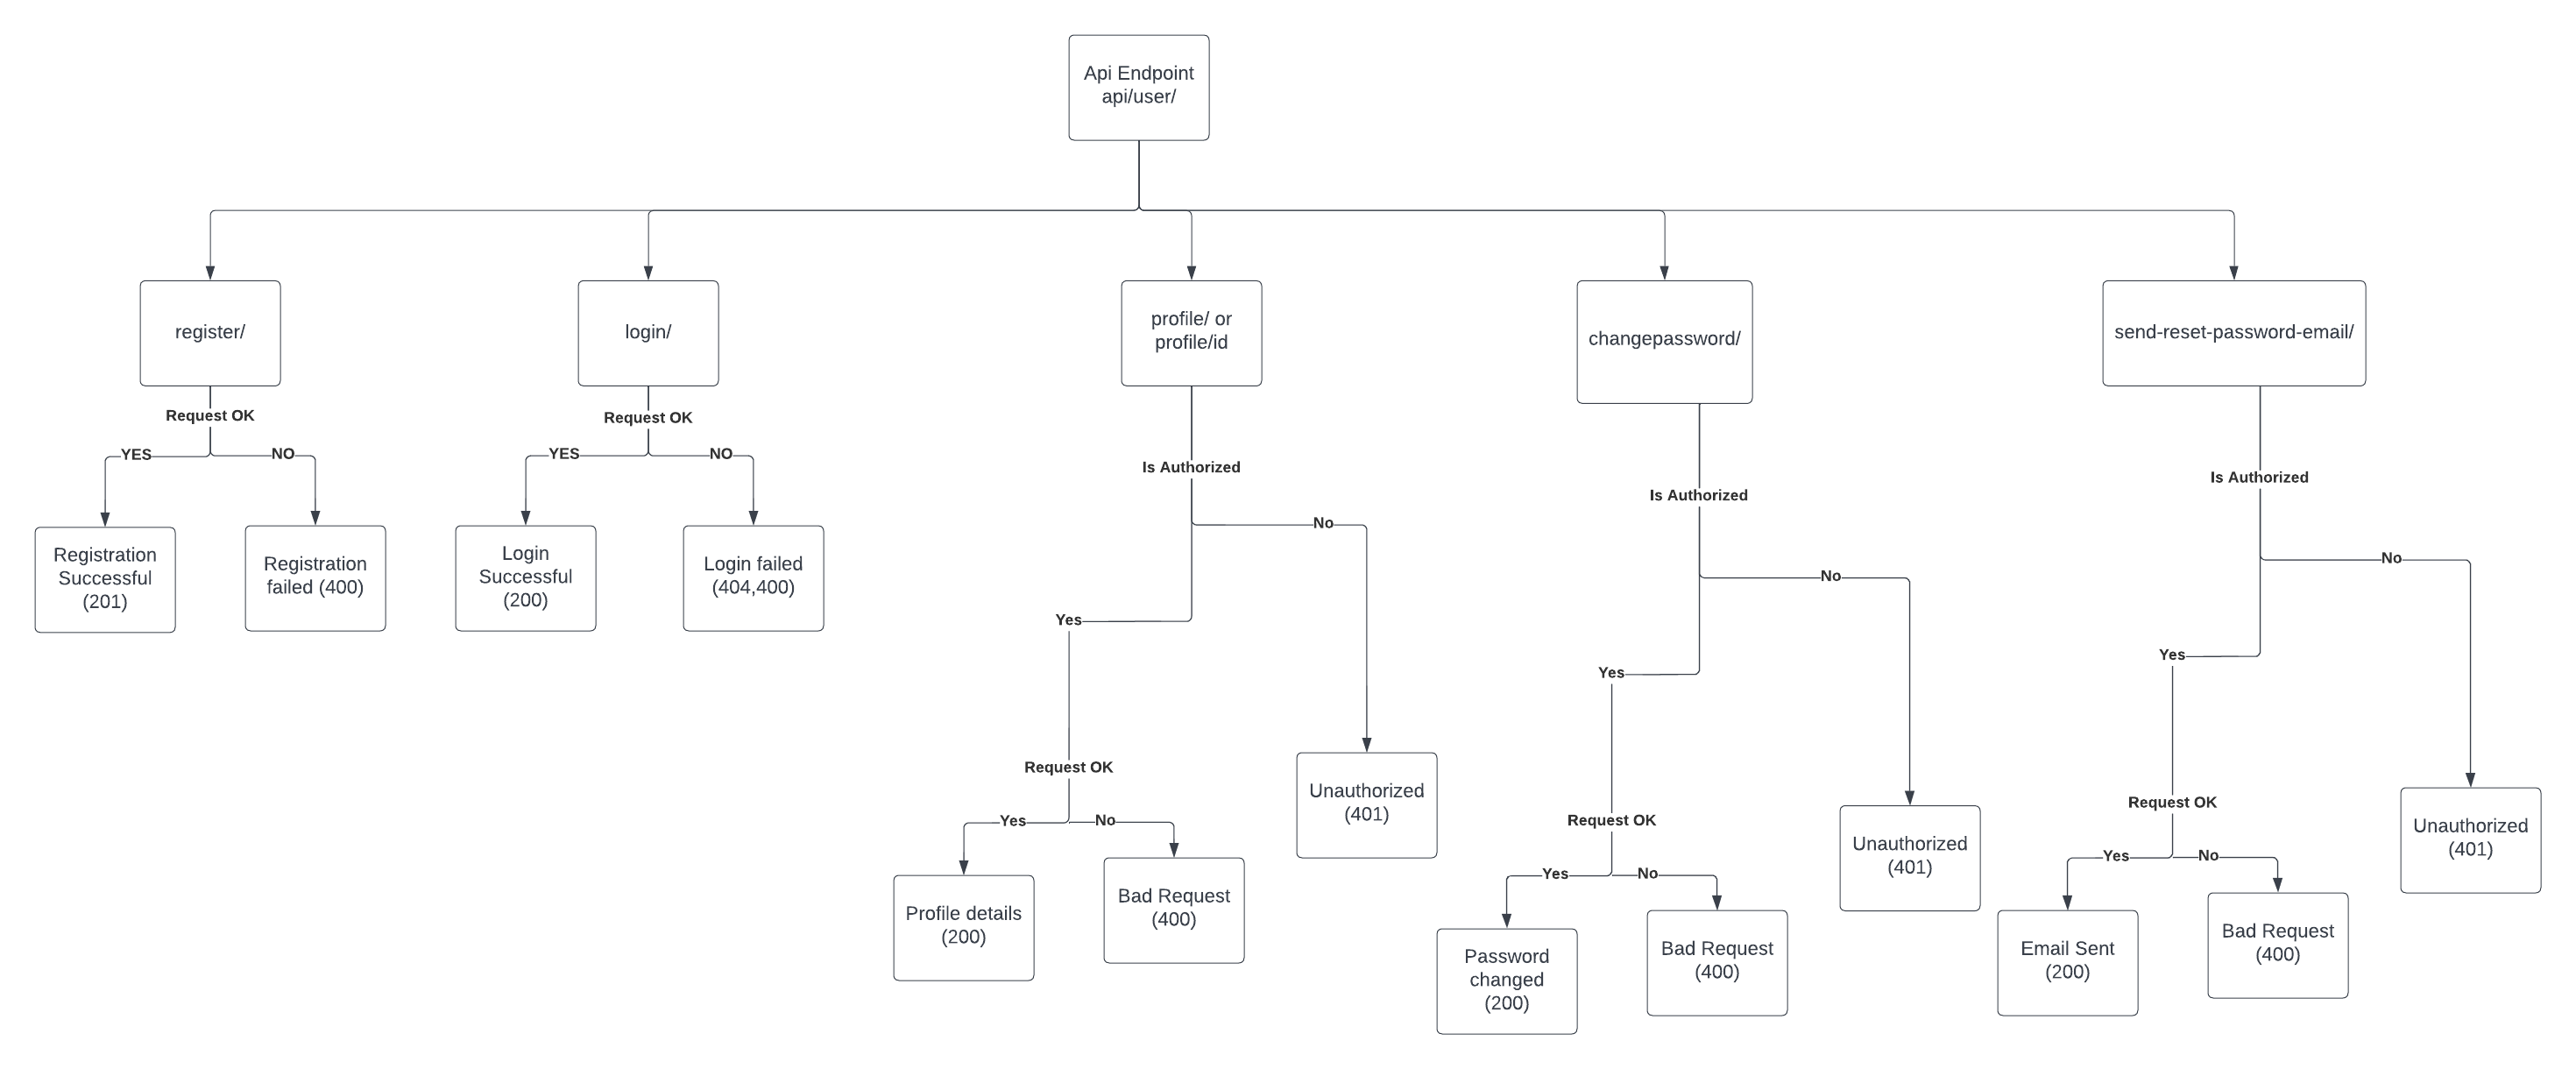 Api Endpoint
api/user/
register/
login/
profile/ or
profile/id
changepassword/
send-reset-password-email/
Request OK
YES
NO
Registration
Successful
(201)
Registration
failed (400)
Request OK
YES
NO
Login
Successful
(200)
Login failed
(404,400)
Is Authorized
No
Yes
Unauthorized
(401)
Request OK
Yes
No
Profile details
(200)
Bad Request
(400)
Is Authorized
No
Yes
Unauthorized
(401)
Request OK
Yes
No
Password
changed
(200)
Bad Request
(400)
Is Authorized
No
Yes
Unauthorized
(401)
Request OK
Yes
No
Email Sent
(200)
Bad Request
(400)